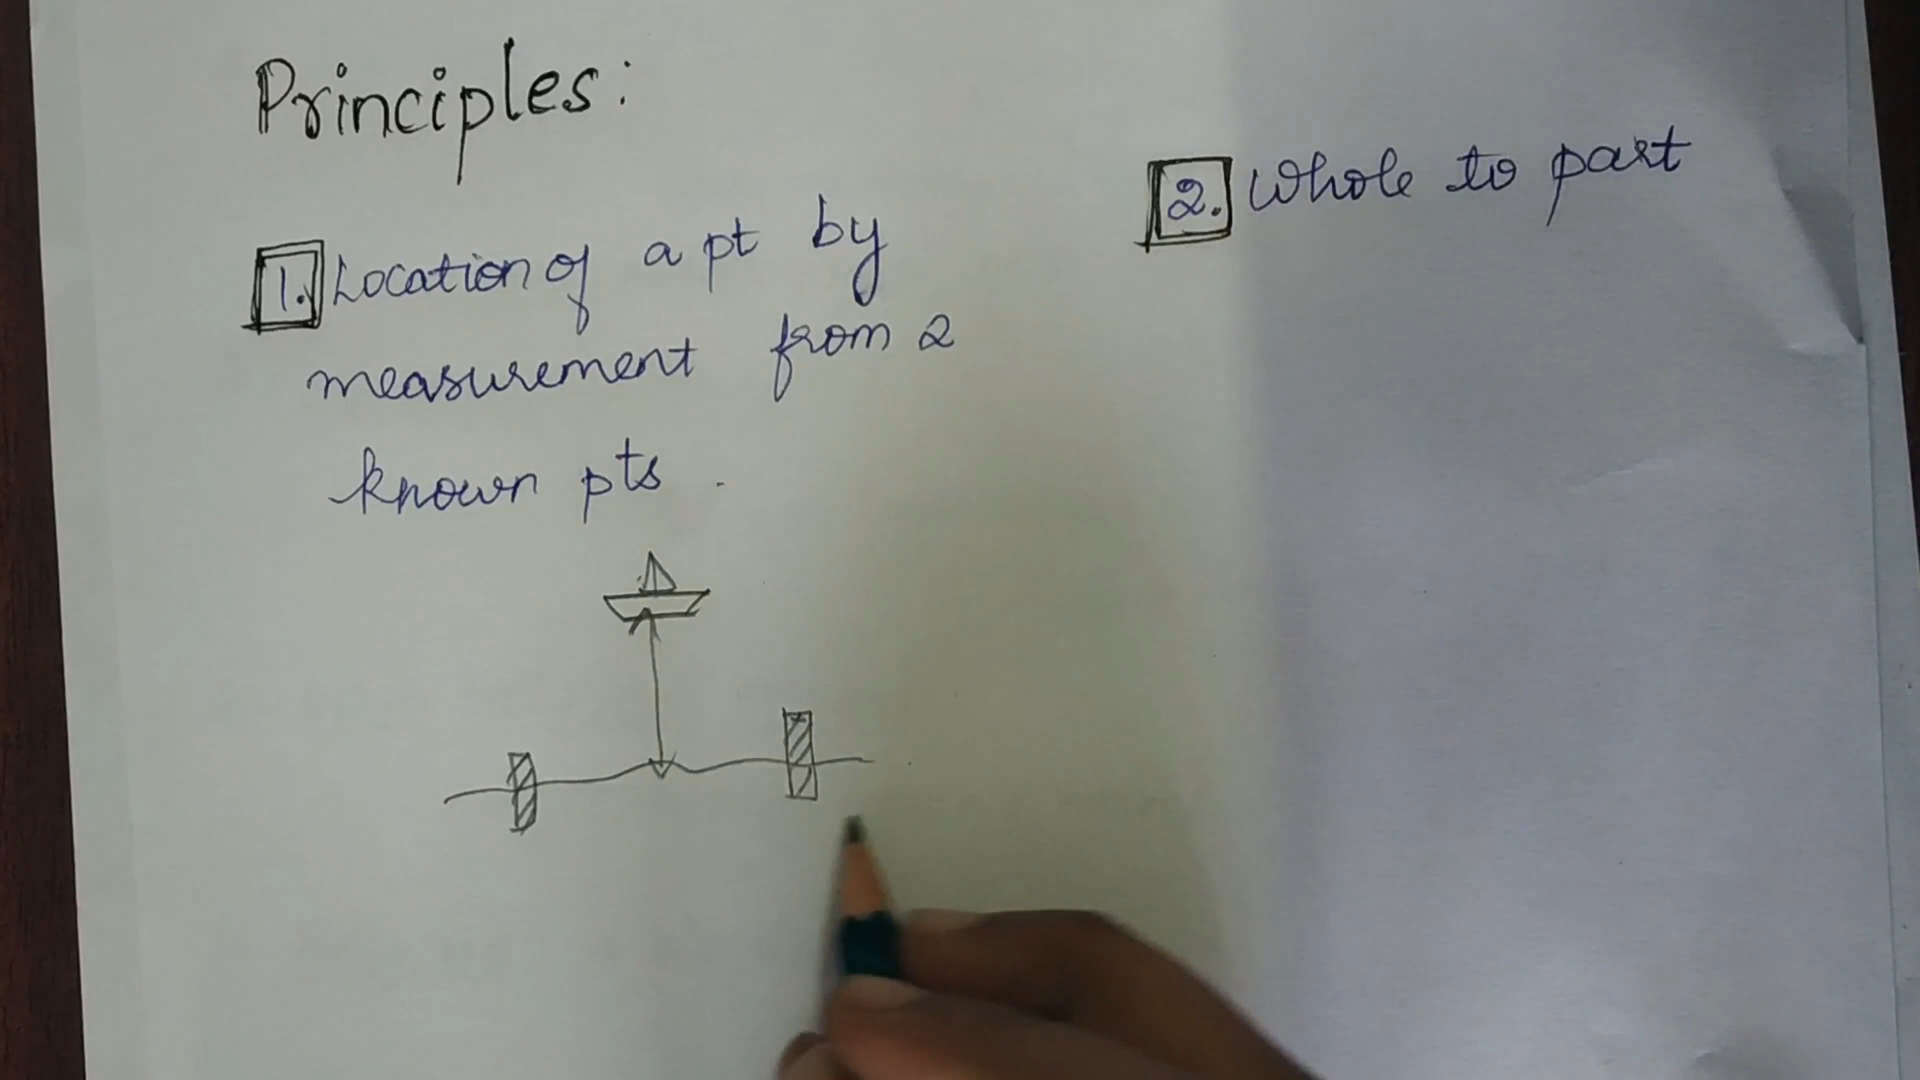 Principles:
1. Location of a pt by
measurement from 2
known pts.
2. Whole to part